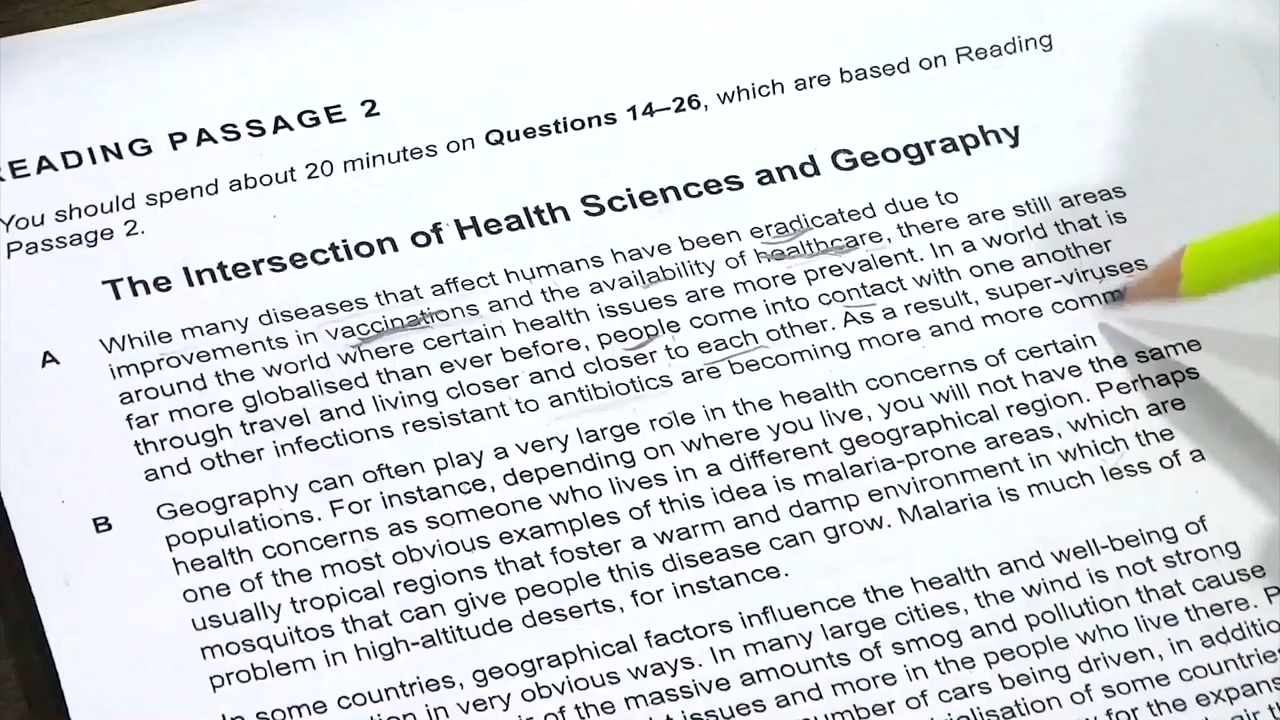 READING PASSAGE 2
You should spend about 20 minutes on Questions 14–26, which are based on Reading
Passage 2.
The Intersection of Health Sciences and Geography
A While many diseases that affect humans have been eradicated due to
improvements in vaccinations and the availability of healthcare, there are still areas
around the world where certain health issues are more prevalent. In a world that is
far more globalised than ever before, people come into contact with one another
through travel and living closer and closer to each other. As a result, super-viruses
and other infections resistant to antibiotics are becoming more and more comm
B Geography can often play a very large role in the health concerns of certain
populations. For instance, depending on where you live, you will not have the same
health concerns as someone who lives in a different geographical region. Perhaps
one of the most obvious examples of this idea is malaria-prone areas, which are
usually tropical regions that foster a warm and damp environment in which the
mosquitos that can give people this disease can grow. Malaria is much less of a
problem in high-altitude deserts, for instance.
In some countries, geographical factors influence the health and well-being of
in very obvious ways. In many large cities, the wind is not strong
of the massive amounts of smog and pollution that cause
issues and more in the people who live there.
number of cars being driven, in
of some
for the